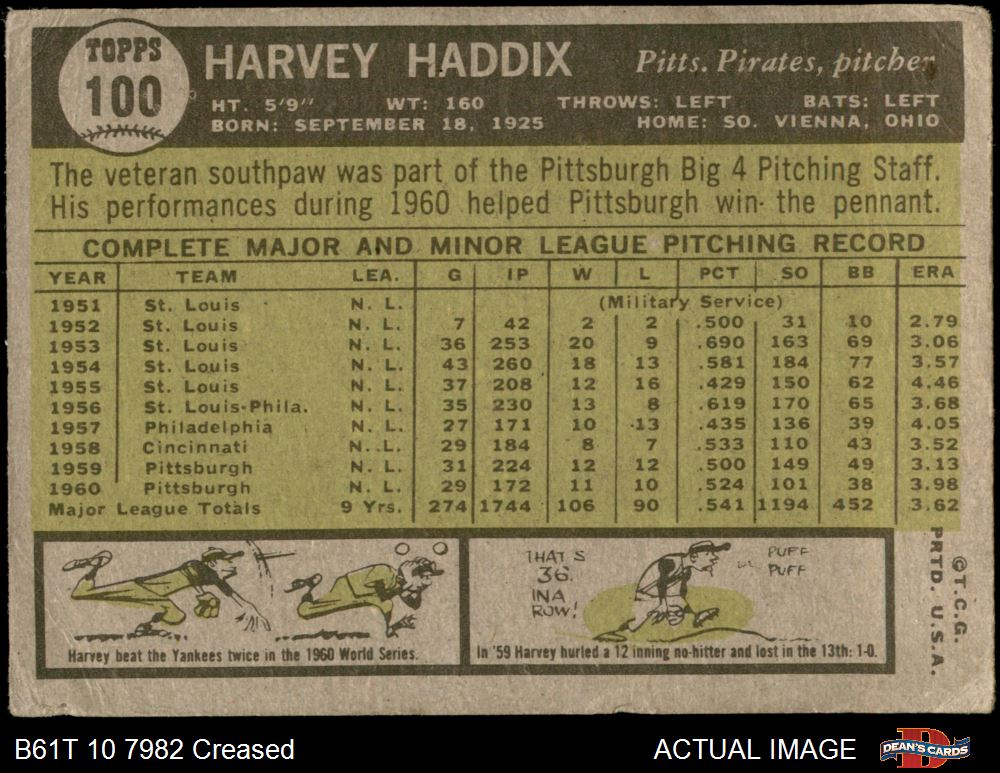 TOPPS
100
HARVEY HADDIX
Pitts. Pirates, pitcher
HT. 5'9" WT: 160 THROWS: LEFT BATS: LEFT
BORN: SEPTEMBER 18, 1925 HOME: SO. VIENNA, OHIO
The veteran southpaw was part of the Pittsburgh Big 4 Pitching Staff.
His performances during 1960 helped Pittsburgh win the pennant.
COMPLETE MAJOR AND MINOR LEAGUE PITCHING RECORD
YEAR TEAM LEA. G IP W L PCT SO BB ERA
1951 St. Louis N. L. (Military Service)
1952 St. Louis N. L. 7 42 2 2 .500 31 10 2.79
1953 St. Louis N. L. 36 253 20 9 .690 163 69 3.06
1954 St. Louis N. L. 43 260 18 13 .581 184 77 3.57
1955 St. Louis N. L. 37 208 12 16 .429 150 62 4.46
1956 St. Louis-Phila. N. L. 35 230 13 8 .619 170 65 3.68
1957 Philadelphia N. L. 27 171 10 13 .435 136 39 4.05
1958 Cincinnati N. L. 29 184 8 7 .533 110 43 3.52
1959 Pittsburgh N. L. 31 224 12 12 .500 149 49 3.13
1960 Pittsburgh N. L. 29 172 11 10 .524 101 38 3.98
Major League Totals 9 Yrs. 274 1744 106 90 .541 1194 452 3.62
Harvey beat the Yankees twice in the 1960 World Series.
THAT S
36.
IN A
ROW!
PUFF
PUFF
In '59 Harvey hurled a 12 inning no-hitter and lost in the 13th: 1-0.
©T.C.G.
PRTD. U.S.A.
B61T 10 7982 Creased
ACTUAL IMAGE
DEAN'S CARDS